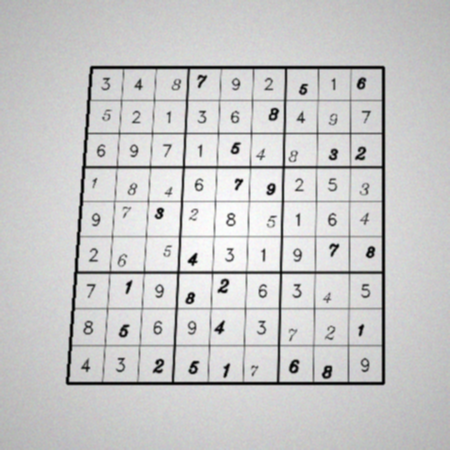 3 4 8 7 9 2 5 1 6
5 2 1 3 6 8 4 9 7
6 9 7 1 5 4 8 3 2
1 8 4 6 7 9 2 5 3
9 7 3 2 8 5 1 6 4
2 6 5 4 3 1 9 7 8
7 1 9 8 2 6 3 4 5
8 5 6 9 4 3 7 2 1
4 3 2 5 1 7 6 8 9